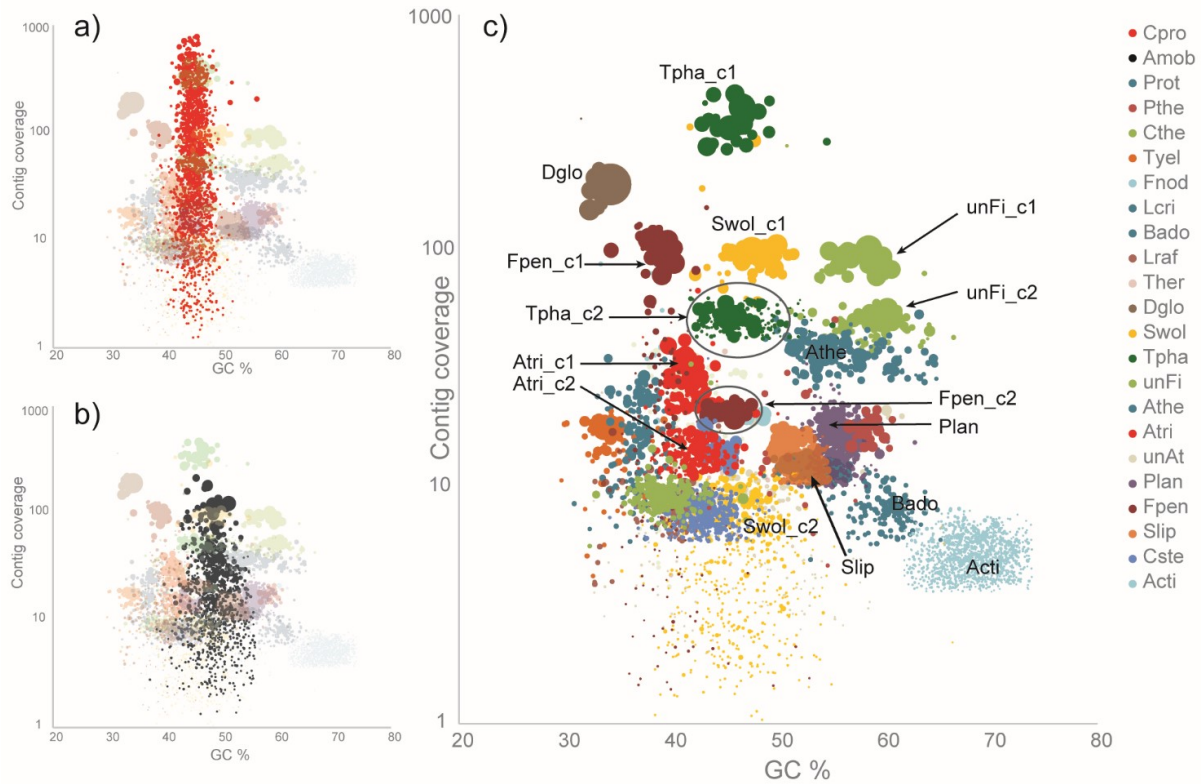 a)
1000
100
10
1
Contig coverage
20 30 40 50 60 70 80
GC %
b)
1000
100
10
1
Contig coverage
20 30 40 50 60 70 80
GC %
c)
1000
100
10
1
Contig coverage
20 30 40 50 60 70 80
GC %
Tpha_c1
Dglo
Swol_c1
unFi_c1
Fpen_c1
unFi_c2
Tpha_c2
Athe
Atri_c1
Atri_c2
Fpen_c2
Plan
Bado
Swol_c2
Slip
Acti
Cpro
Amob
Prot
Pthe
Cthe
Tyel
Fnod
Lcri
Bado
Lraf
Ther
Dglo
Swol
Tpha
unFi
Athe
Atri
unAt
Plan
Fpen
Slip
Cste
Acti